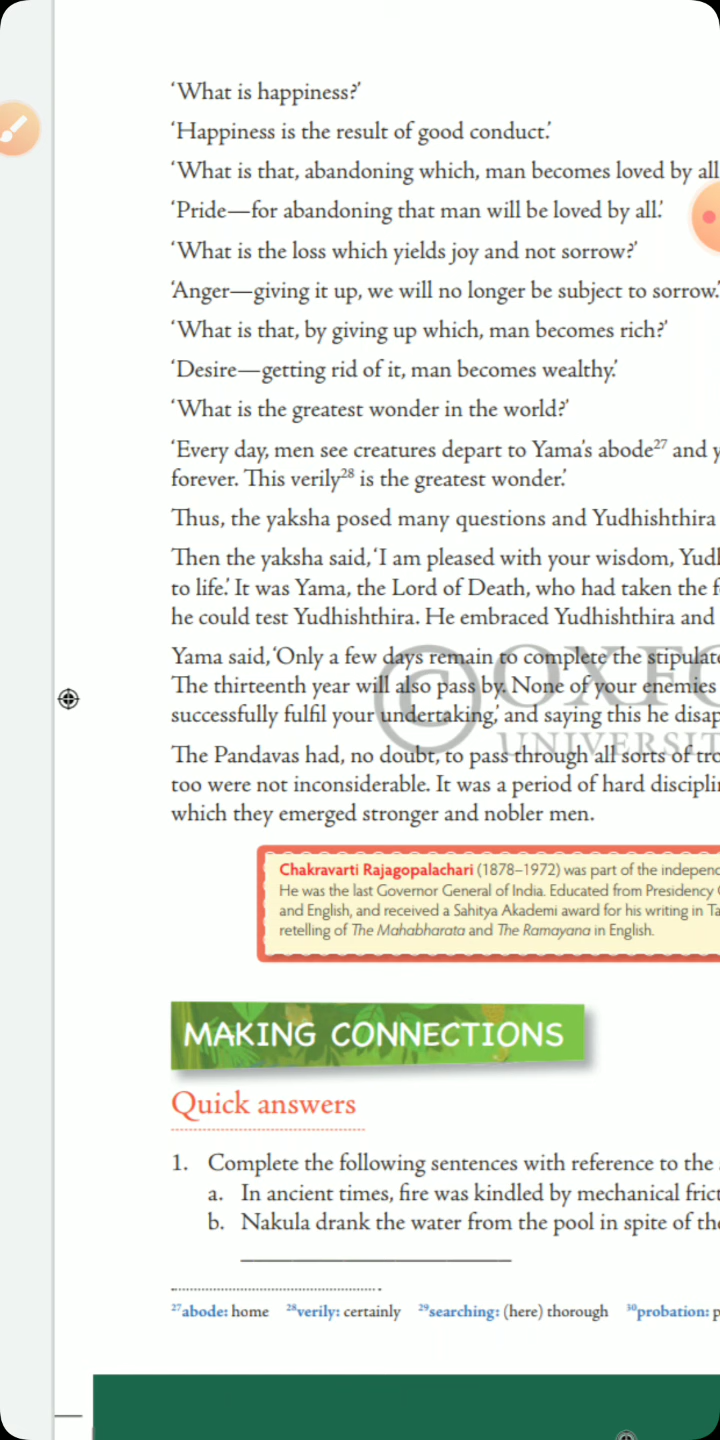 ‘What is happiness?’
‘Happiness is the result of good conduct.’
‘What is that, abandoning which, man becomes loved by all
‘Pride—for abandoning that man will be loved by all.’
‘What is the loss which yields joy and not sorrow?’
‘Anger—giving it up, we will no longer be subject to sorrow.’
‘What is that, by giving up which, man becomes rich?’
‘Desire—getting rid of it, man becomes wealthy.’
‘What is the greatest wonder in the world?’
‘Every day, men see creatures depart to Yama’s abode27 and
forever. This verily28 is the greatest wonder.’
Thus, the yaksha posed many questions and Yudhishthira
Then the yaksha said, ‘I am pleased with your wisdom,
to life.’ It was Yama, the Lord of Death, who had taken the
he could test Yudhishthira. He embraced Yudhishthira and
Yama said, ‘Only a few days remain to complete the
The thirteenth year will also pass by. None of your enemies
successfully fulfil your undertaking,’ and saying this he
The Pandavas had, no doubt, to pass through all sorts of
too were not inconsiderable. It was a period of hard
which they emerged stronger and nobler men.
Chakravarti Rajagopalachari (1878–1972) was part of the
He was the last Governor General of India. Educated from Presidency
and English, and received a Sahitya Akademi award for his writing in
retelling of The Mahabharata and The Ramayana in English.
MAKING CONNECTIONS
Quick answers
1. Complete the following sentences with reference to the
a. In ancient times, fire was kindled by mechanical
b. Nakula drank the water from the pool in spite of
27abode: home 28verily: certainly 29searching: (here) thorough 30probation: